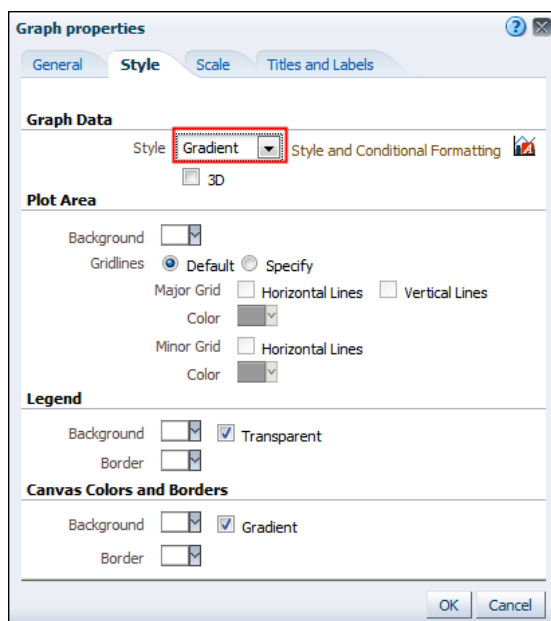 Graph properties
General Style Scale Titles and Labels
Graph Data
Style Gradient Style and Conditional Formatting
3D
Plot Area
Background
Gridlines Default Specify
Major Grid Horizontal Lines Vertical Lines
Color
Minor Grid Horizontal Lines
Color
Legend
Background Transparent
Border
Canvas Colors and Borders
Background Gradient
Border
OK Cancel